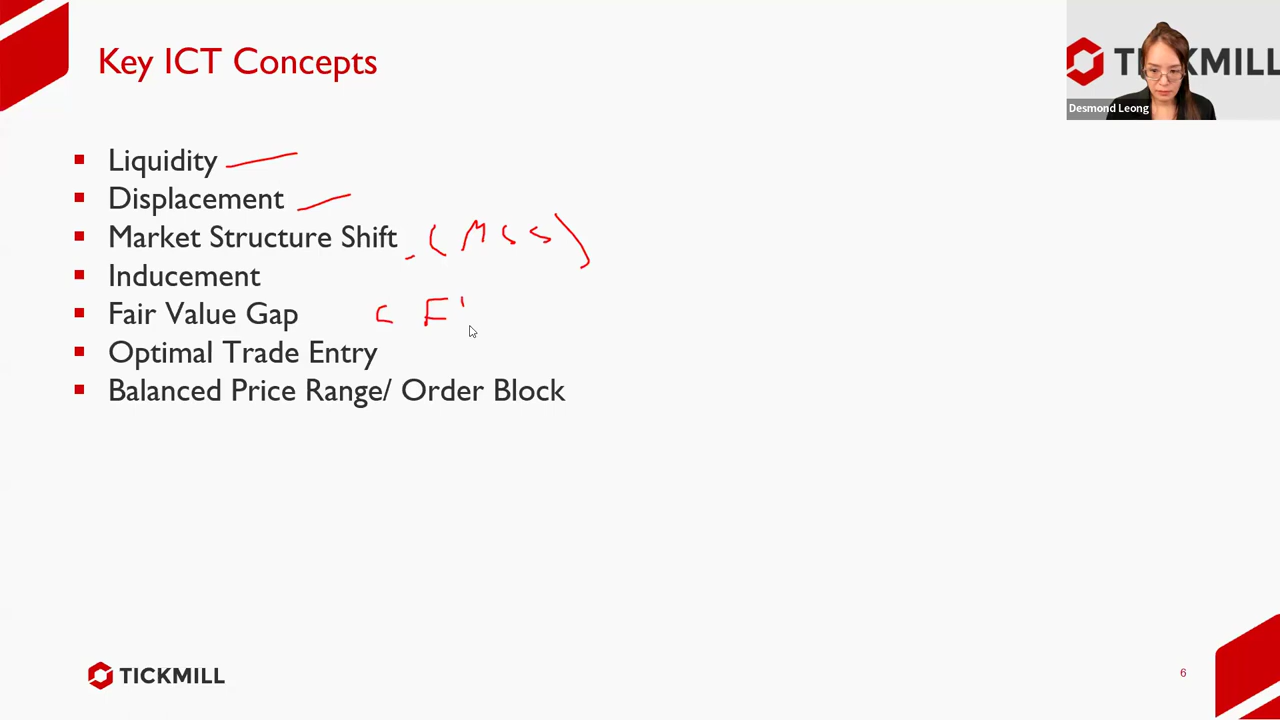 Key ICT Concepts
TICKMILL
Desmond Leong
Liquidity
Displacement
Market Structure Shift (MSS)
Inducement
Fair Value Gap ( F
Optimal Trade Entry
Balanced Price Range/ Order Block
TICKMILL
6